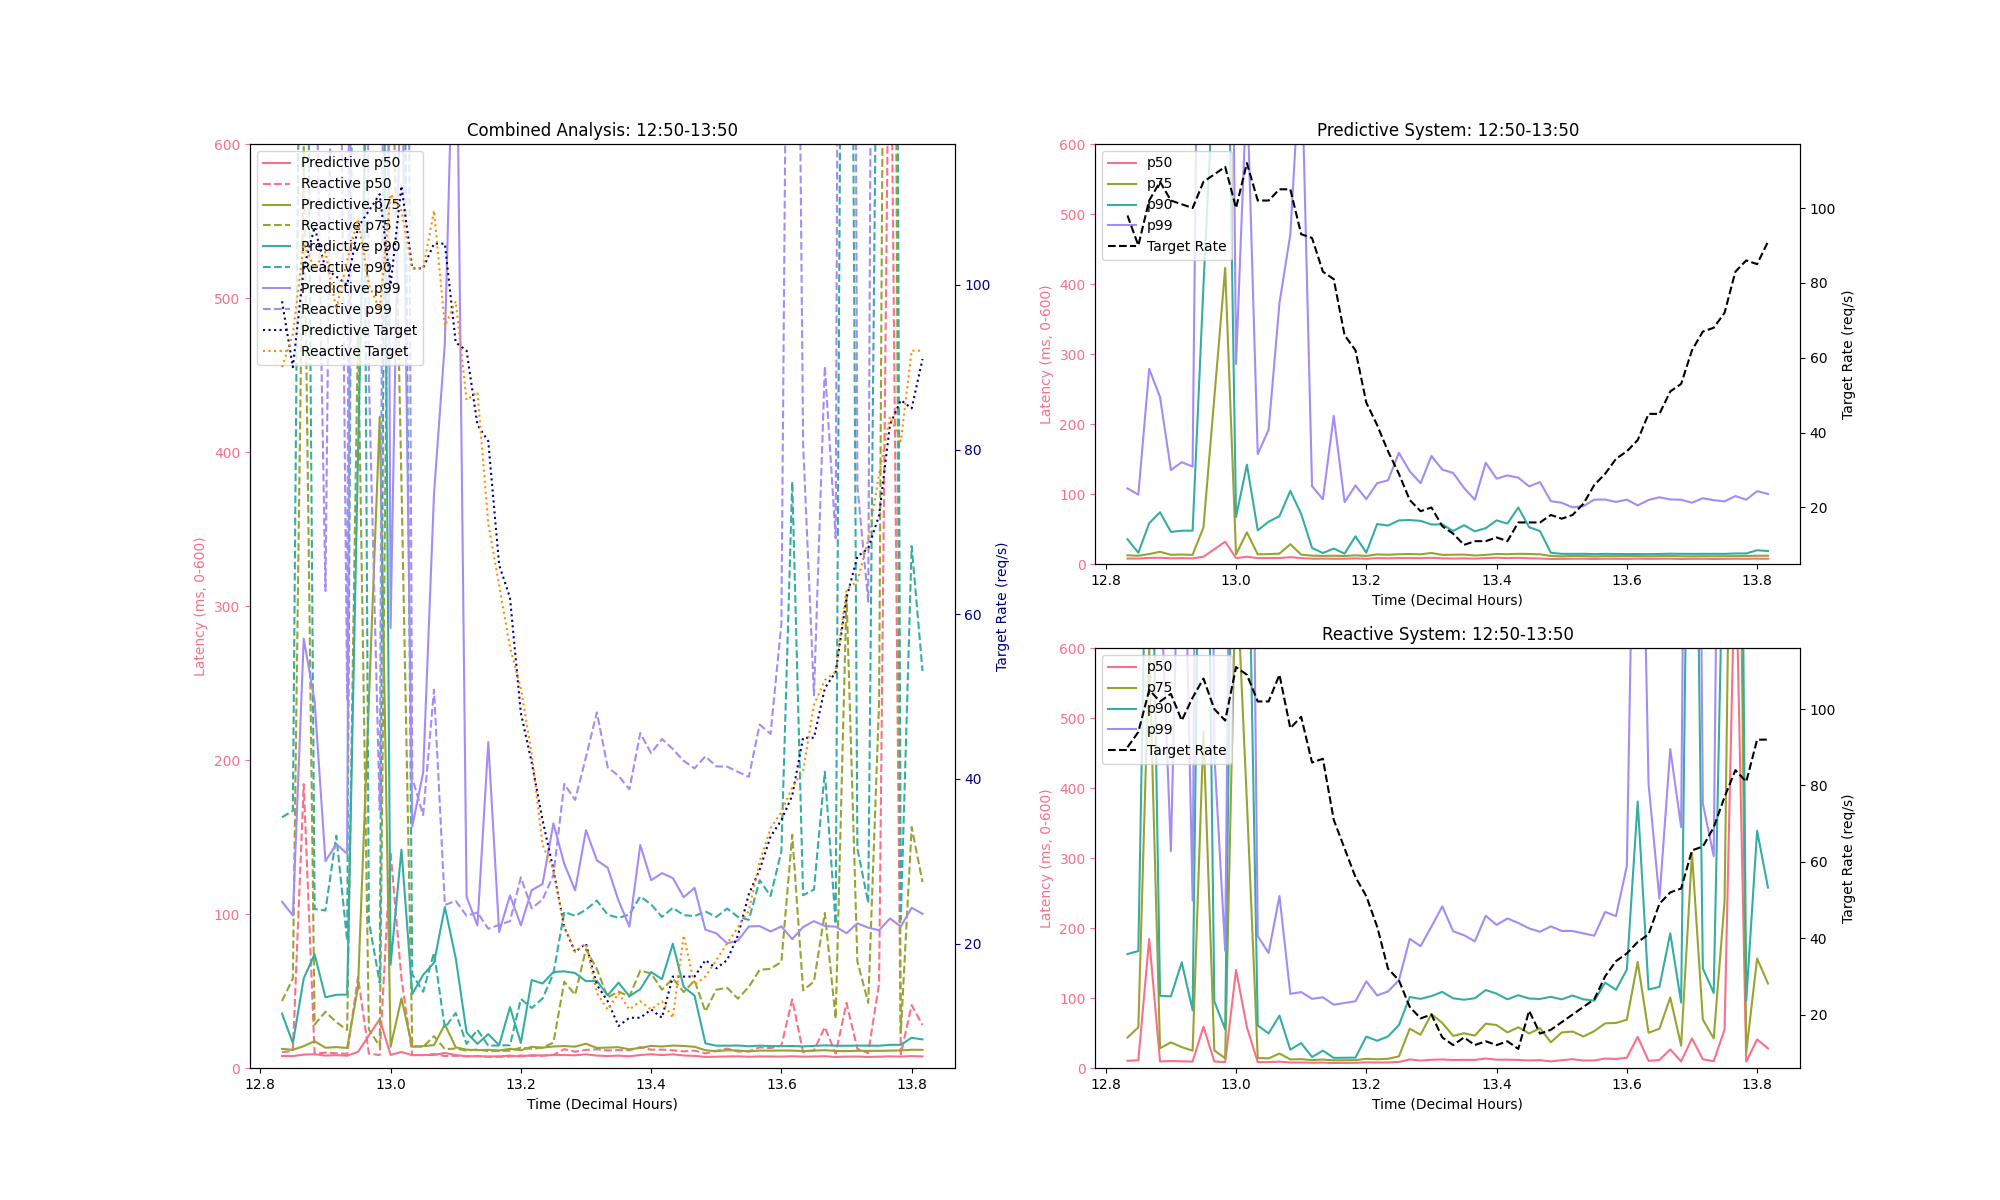 Combined Analysis: 12:50-13:50
Latency (ms, 0-600)
600
500
400
300
200
100
0
Predictive p50
Reactive p50
Predictive p75
Reactive p75
Predictive p90
Reactive p90
Predictive p99
Reactive p99
Predictive Target
Reactive Target
100
80
60
40
20
Target Rate (req/s)
12.8 13.0 13.2 13.4 13.6 13.8
Time (Decimal Hours)
Predictive System: 12:50-13:50
Latency (ms, 0-600)
600
500
400
300
200
100
0
p50
p75
p90
p99
Target Rate
100
80
60
40
20
Target Rate (req/s)
12.8 13.0 13.2 13.4 13.6 13.8
Time (Decimal Hours)
Reactive System: 12:50-13:50
Latency (ms, 0-600)
600
500
400
300
200
100
0
p50
p75
p90
p99
Target Rate
100
80
60
40
20
Target Rate (req/s)
12.8 13.0 13.2 13.4 13.6 13.8
Time (Decimal Hours)